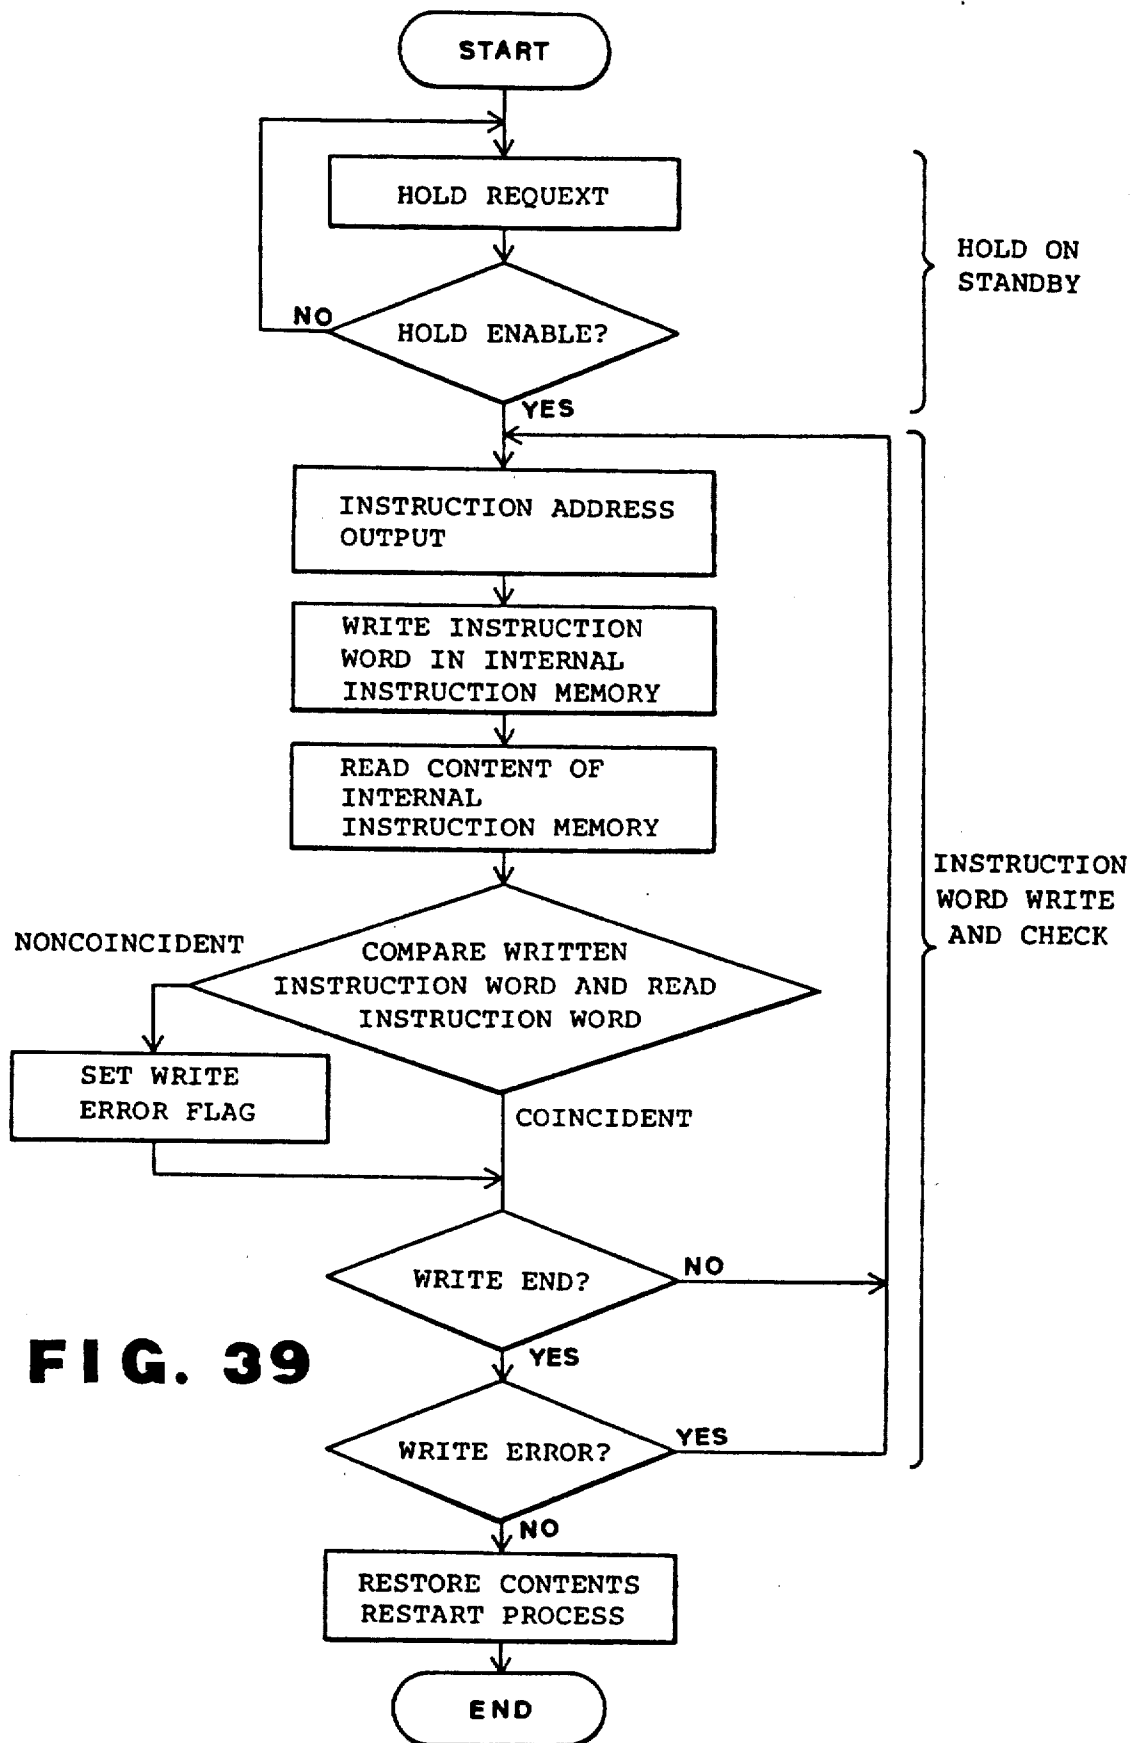 START
HOLD REQUEXT
HOLD ON
STANDBY
NO
HOLD ENABLE?
YES
INSTRUCTION ADDRESS
OUTPUT
WRITE INSTRUCTION
WORD IN INTERNAL
INSTRUCTION MEMORY
READ CONTENT OF
INTERNAL
INSTRUCTION MEMORY
INSTRUCTION
WORD WRITE
AND CHECK
NONCOINCIDENT
COMPARE WRITTEN
INSTRUCTION WORD AND READ
INSTRUCTION WORD
SET WRITE
ERROR FLAG
COINCIDENT
WRITE END?
NO
FIG. 39
YES
WRITE ERROR?
YES
NO
RESTORE CONTENTS
RESTART PROCESS
END